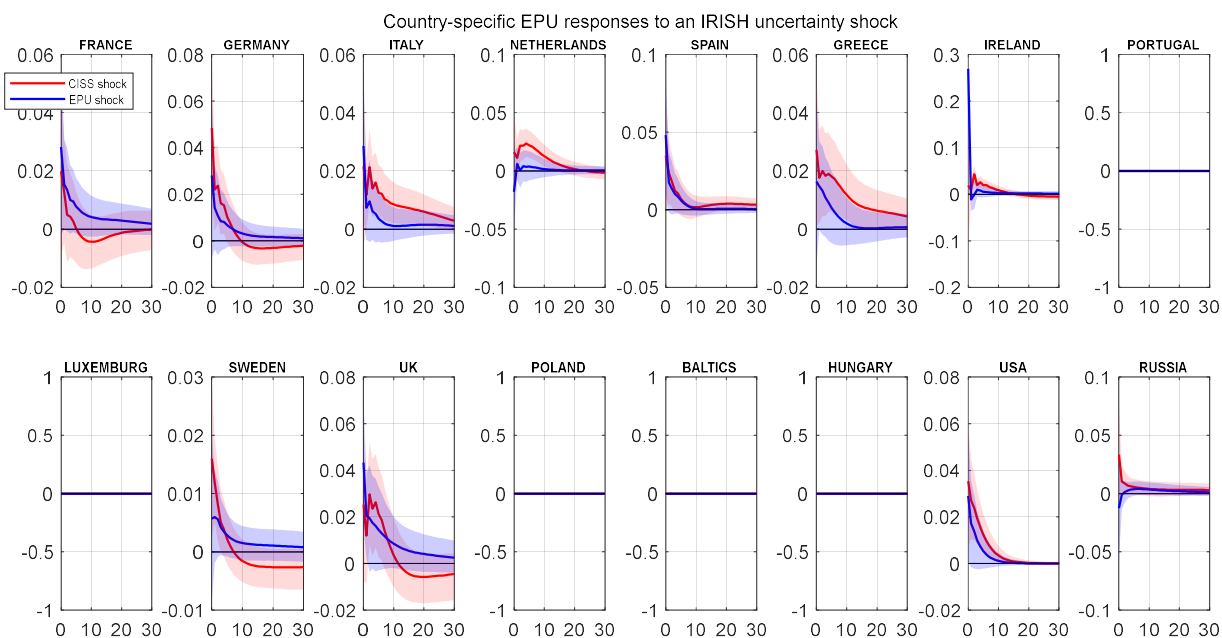 Country-specific EPU responses to an IRISH uncertainty shock
FRANCE GERMANY ITALY NETHERLANDS SPAIN GREECE IRELAND PORTUGAL
0.06 0.08 0.06 0.1 0.1 0.06 0.3 1
CISS shock
EPU shock
0.04 0.06 0.04 0.05 0.04 0.2 0.5
0.02 0.04 0.02 0 0.05 0.02 0.1 0
0 0.02 0 -0.05 0 0 0 -0.5
0 -0.1
-0.02 -0.02 -0.02 -0.1 -0.05 -0.02 -0.2 -1
0 10 20 30 0 10 20 30 0 10 20 30 0 10 20 30 0 10 20 30 0 10 20 30 0 10 20 30 0 10 20 30
LUXEMBURG SWEDEN UK POLAND BALTICS HUNGARY USA RUSSIA
1 0.03 0.08 1 1 1 0.08 0.1
0.5 0.02 0.06 0.5 0.5 0.5 0.06 0.05
0 0.01 0.04 0 0 0 0.04 0
0.02 0.02
-0.5 0 0 -0.5 -0.5 -0.5 0 -0.05
-1 -0.01 -0.02 -1 -1 -1 -0.02 -0.1
0 10 20 30 0 10 20 30 0 10 20 30 0 10 20 30 0 10 20 30 0 10 20 30 0 10 20 30 0 10 20 30